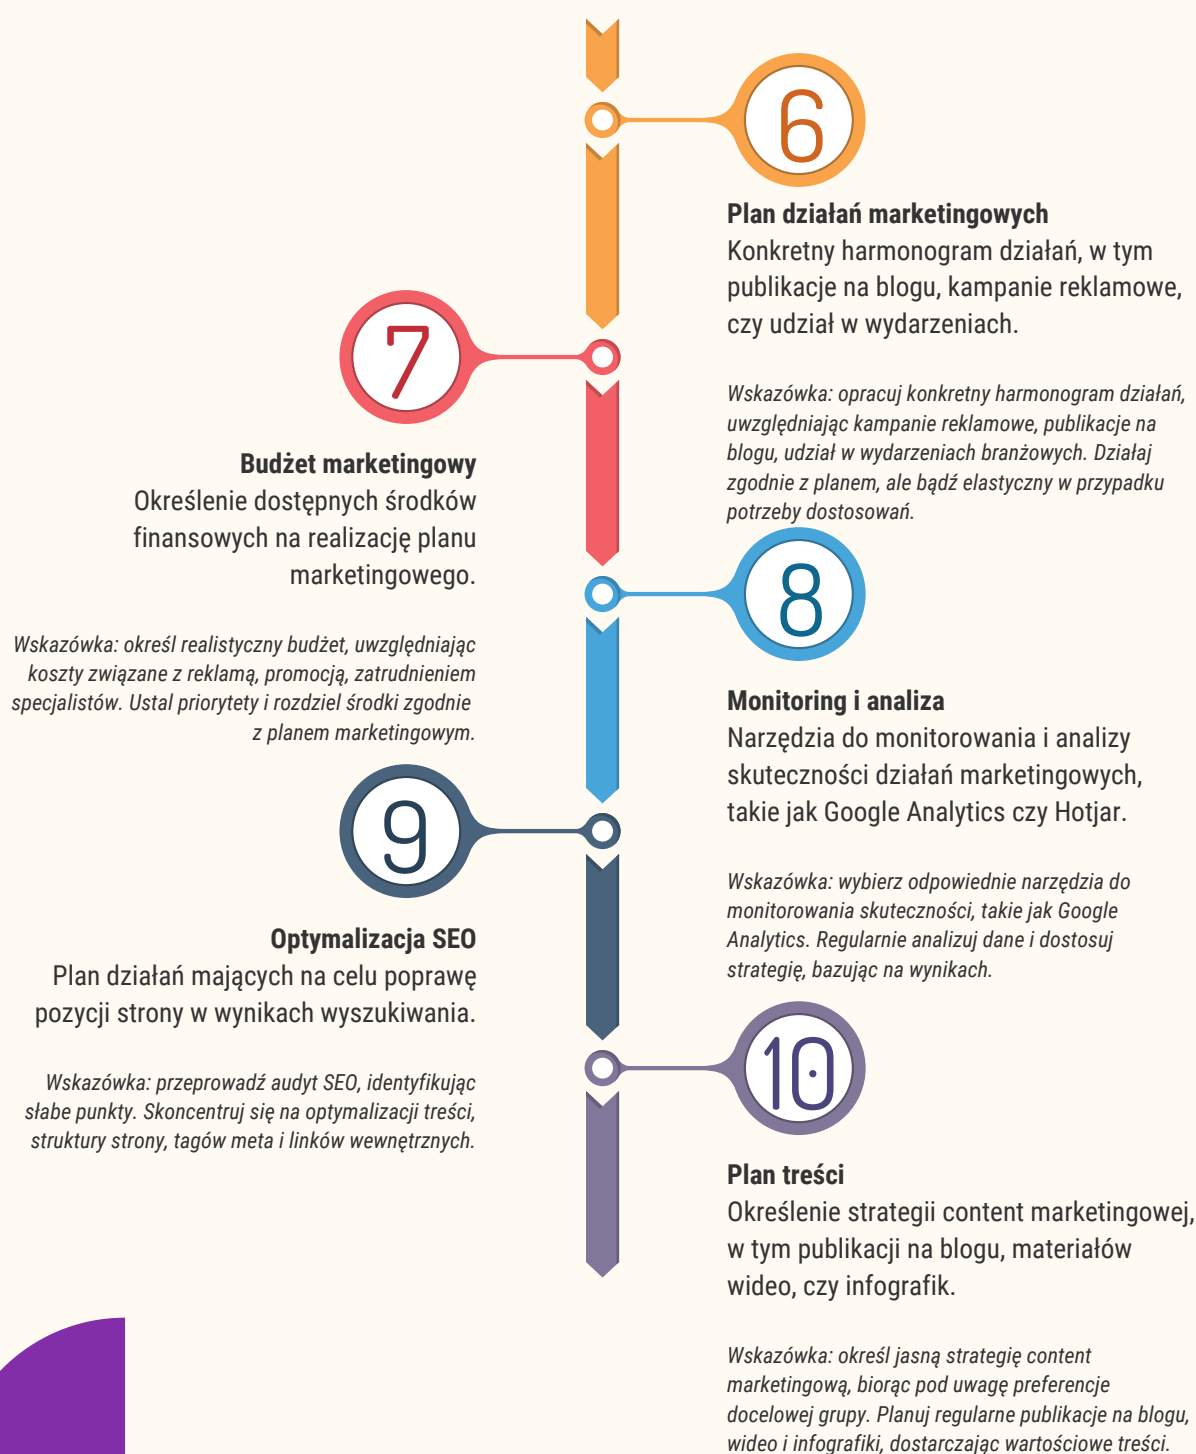 6
Plan działań marketingowych
Konkretny harmonogram działań, w tym
publikacje na blogu, kampanie reklamowe,
czy udział w wydarzeniach.
Wskazówka: opracuj konkretny harmonogram działań,
uwzględniając kampanie reklamowe, publikacje na
blogu, udział w wydarzeniach branżowych. Działaj
zgodnie z planem, ale bądź elastyczny w przypadku
potrzeby dostosowań.
7
Budżet marketingowy
Określenie dostępnych środków
finansowych na realizację planu
marketingowego.
Wskazówka: określ realistyczny budżet, uwzględniając
koszty związane z reklamą, promocją, zatrudnieniem
specjalistów. Ustal priorytety i rozdziel środki zgodnie
z planem marketingowym.
8
Monitoring i analiza
Narzędzia do monitorowania i analizy
skuteczności działań marketingowych,
takie jak Google Analytics czy Hotjar.
Wskazówka: wybierz odpowiednie narzędzia do
monitorowania skuteczności, takie jak Google
Analytics. Regularnie analizuj dane i dostosuj
strategię, bazując na wynikach.
9
Optymalizacja SEO
Plan działań mających na celu poprawę
pozycji strony w wynikach wyszukiwania.
Wskazówka: przeprowadź audyt SEO, identyfikując
słabe punkty. Skoncentruj się na optymalizacji treści,
struktury strony, tagów meta i linków wewnętrznych.
10
Plan treści
Określenie strategii content marketingowej,
w tym publikacji na blogu, materiałów
wideo, czy infografik.
Wskazówka: określ jasną strategię content
marketingową, biorąc pod uwagę preferencje
docelowej grupy. Planuj regularne publikacje na blogu,
wideo i infografiki, dostarczając wartościowe treści.